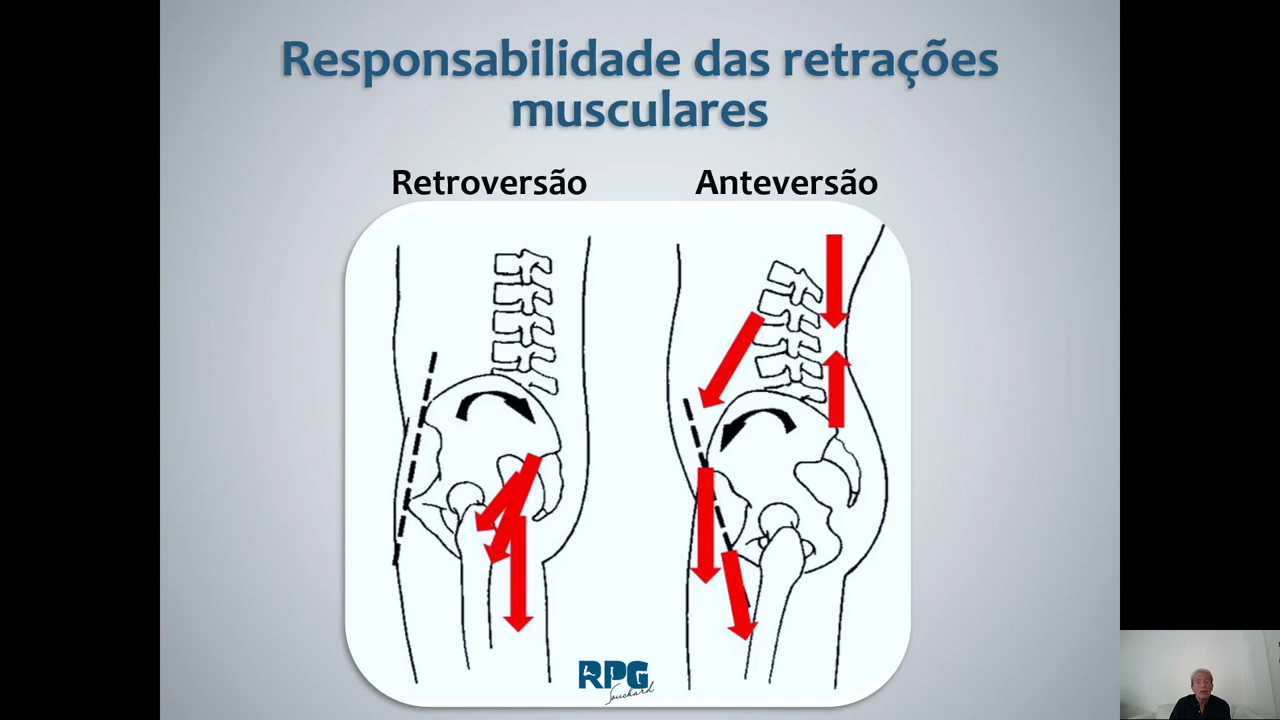 Responsabilidade das retrações
musculares
Retroversão
Anteversão
RPG
Souchard